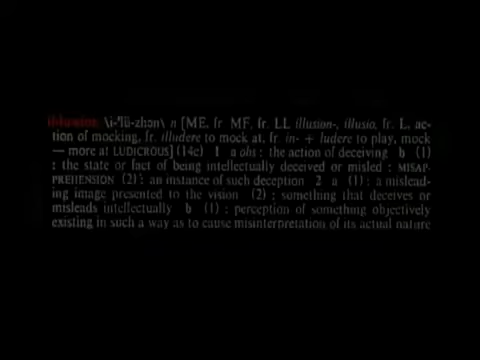 il·lu·sion \i-'lü-zhən\ n [ME, fr MF, fr. LL illusion-, illusio, fr. L, ac-
tion of mocking, fr. illudere to mock at, fr in- + ludere to play, mock
— more at LUDICROUS] (14c) 1 a obs : the action of deceiving b (1)
: the state or fact of being intellectually deceived or misled : MISAP-
PREHENSION (2) : an instance of such deception 2 a (1) : a mislead-
ing image presented to the vision (2) : something that deceives or
misleads intellectually b (1) : perception of something objectively
existing in such a way as to cause misinterpretation of its actual nature